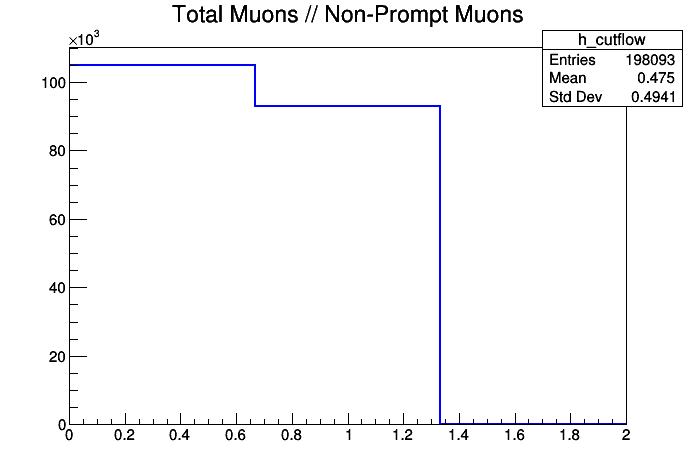 Total Muons // Non-Prompt Muons
×10³
h_cutflow
Entries 198093
Mean 0.475
Std Dev 0.4941
100
80
60
40
20
0
0 0.2 0.4 0.6 0.8 1 1.2 1.4 1.6 1.8 2